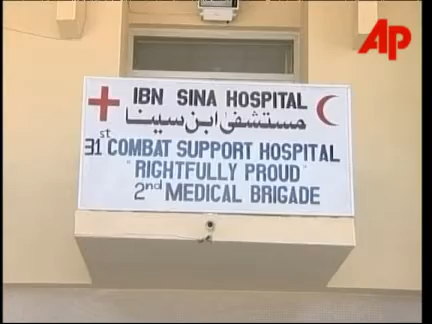 AP
IBN SINA HOSPITAL
مستشفى ابن سينا
31st COMBAT SUPPORT HOSPITAL
"RIGHTFULLY PROUD"
2nd MEDICAL BRIGADE